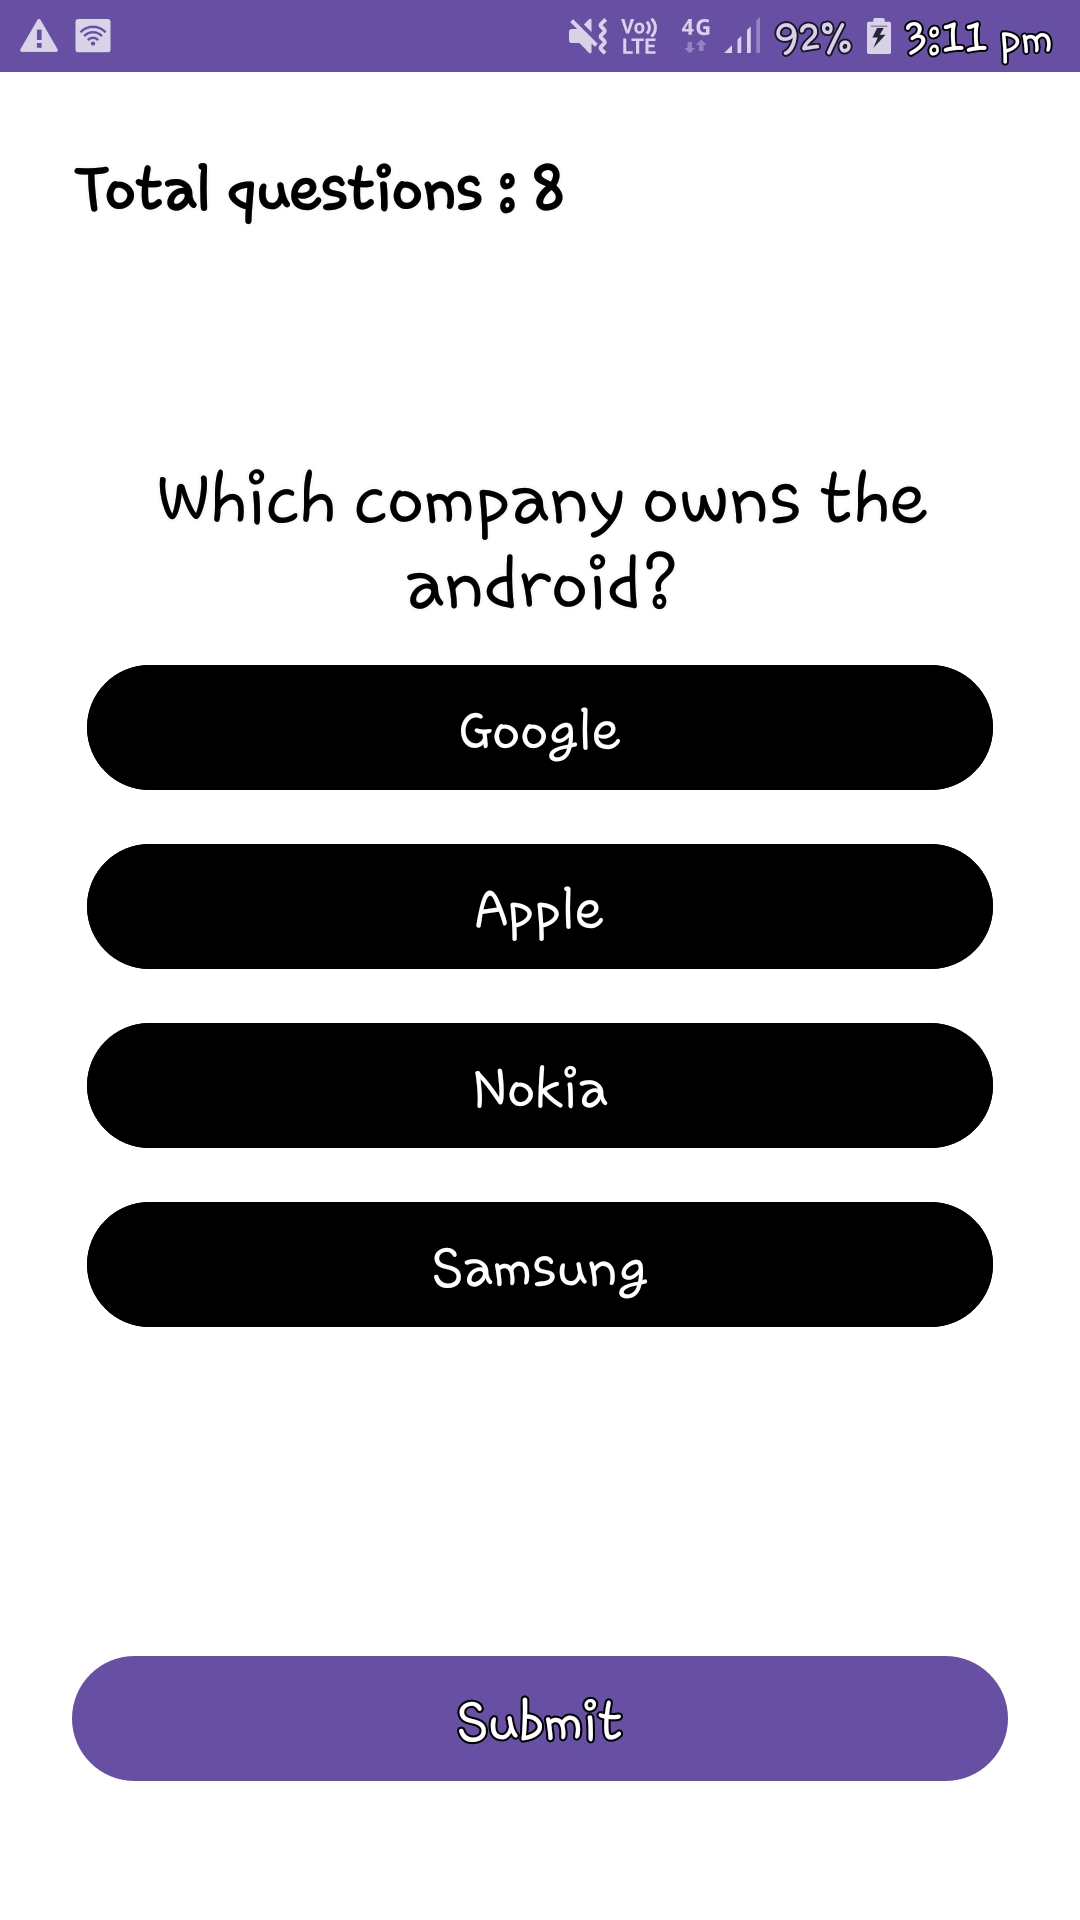 Vo)) LTE 4G 92% 3:11 pm
Total questions : 8
Which company owns the
android?
Google
Apple
Nokia
Samsung
Submit